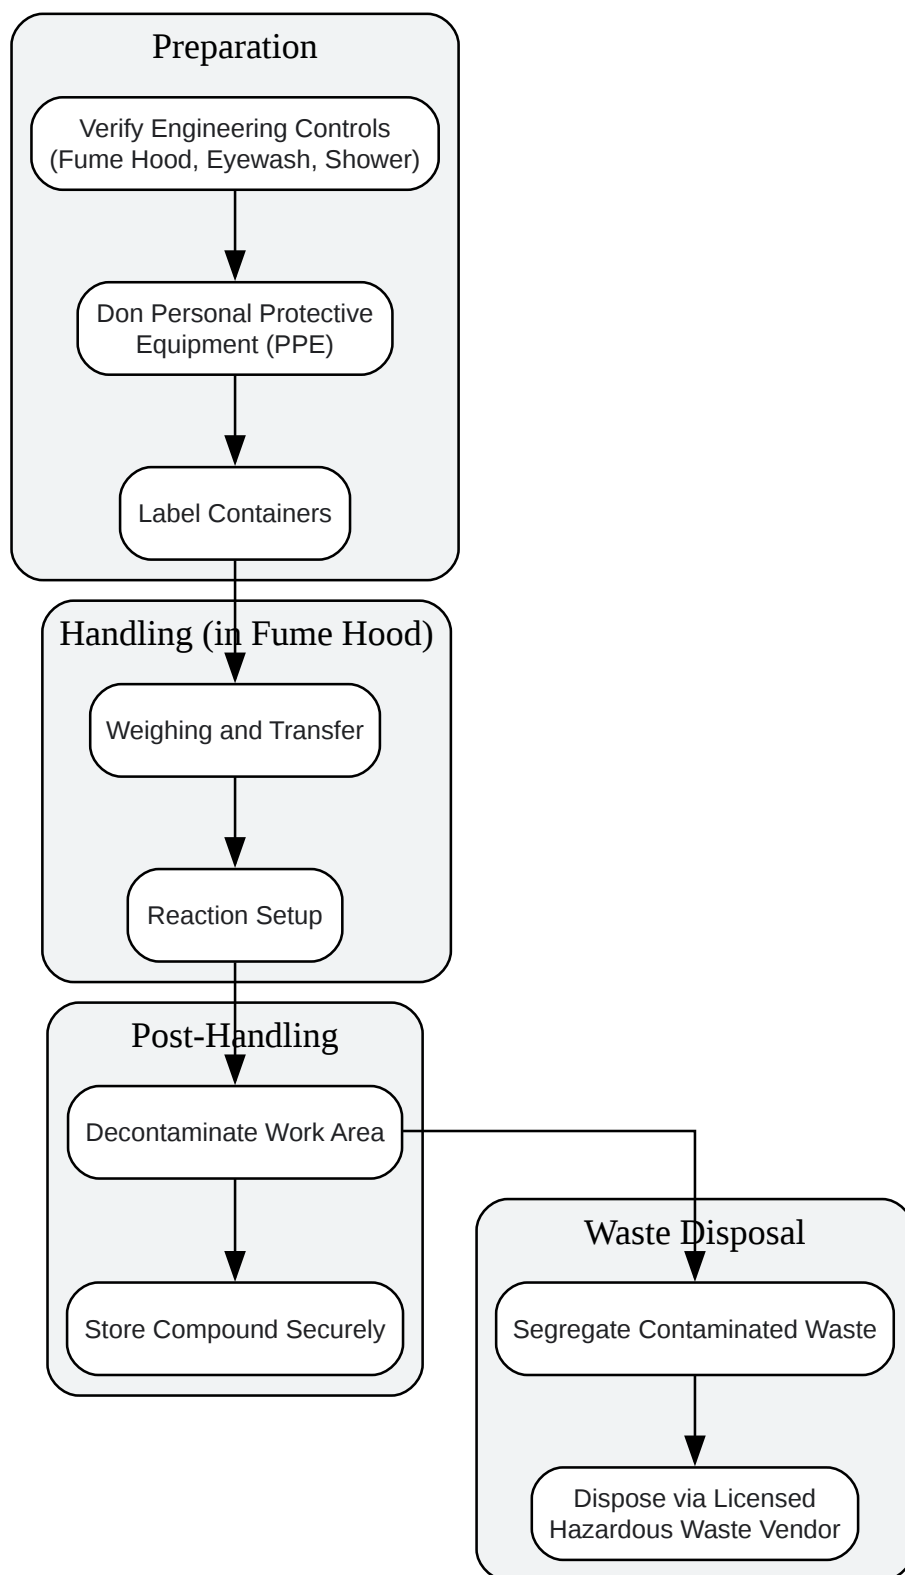 Preparation
Verify Engineering Controls
(Fume Hood, Eyewash, Shower)
Don Personal Protective
Equipment (PPE)
Label Containers
Handling (in Fume Hood)
Weighing and Transfer
Reaction Setup
Post-Handling
Decontaminate Work Area
Store Compound Securely
Waste Disposal
Segregate Contaminated Waste
Dispose via Licensed
Hazardous Waste Vendor